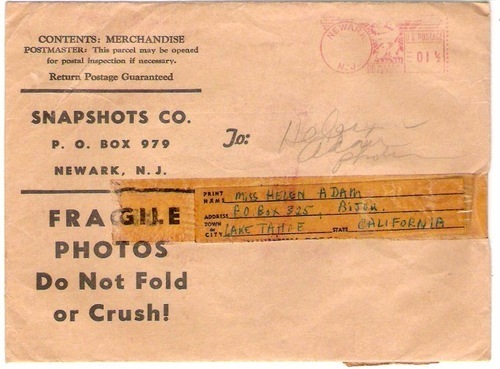 CONTENTS: MERCHANDISE
POSTMASTER: This parcel may be opened
for postal inspection if necessary.
Return Postage Guaranteed
NEWARK
N.J.
U.S. POSTAGE
01½
SNAPSHOTS CO.
P. O. BOX 979
NEWARK, N. J.
To:
PRINT NAME MISS HELEN ADAM
ADDRESS PO BOX 325, BIJOU
TOWN OR CITY LAKE TAHOE STATE CALIFORNIA
FRAGILE
PHOTOS
Do Not Fold
or Crush!